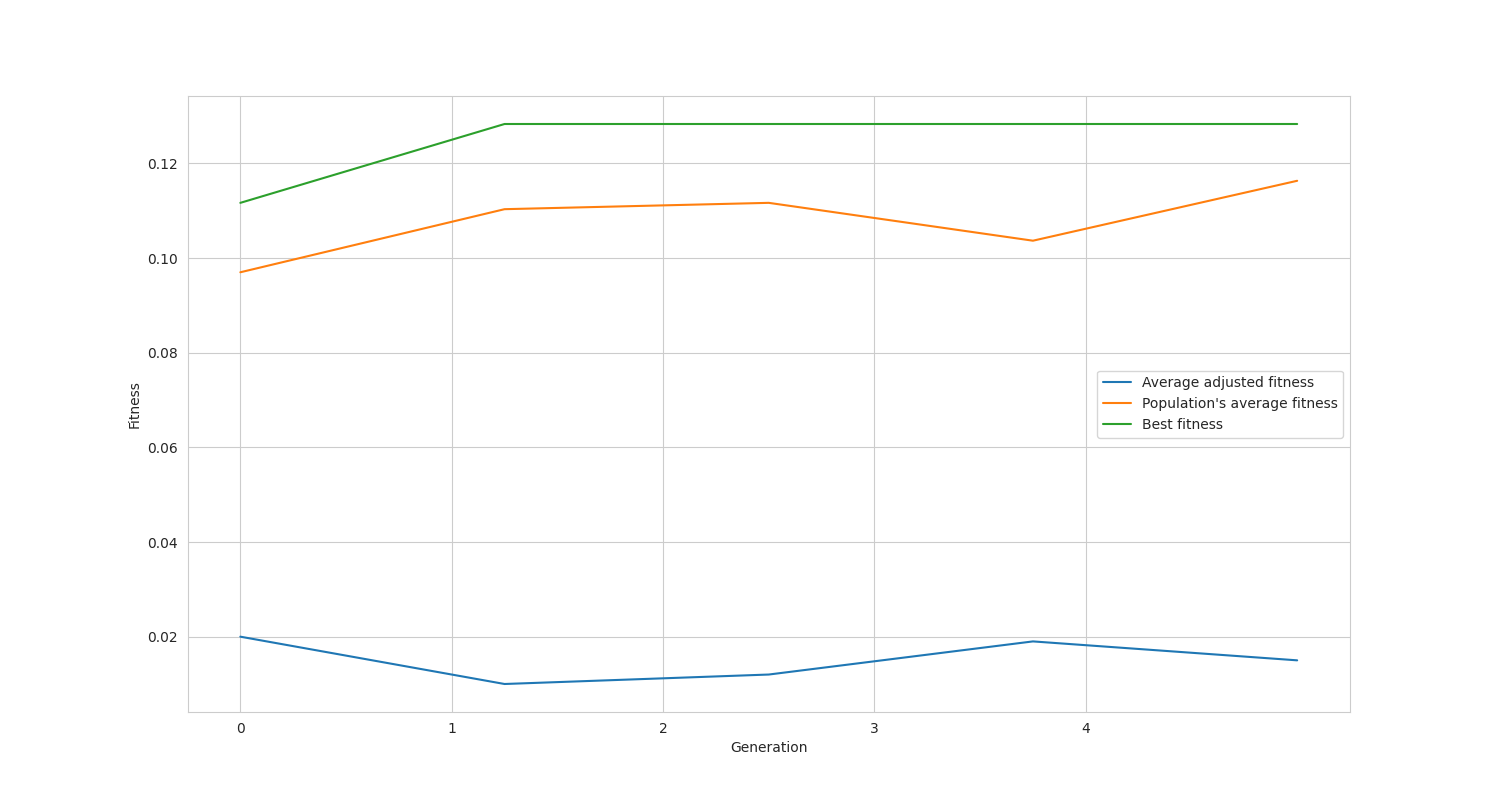 0.12
0.10
0.08
0.06
0.04
0.02
Fitness
Average adjusted fitness
Population's average fitness
Best fitness
0 1 2 3 4
Generation